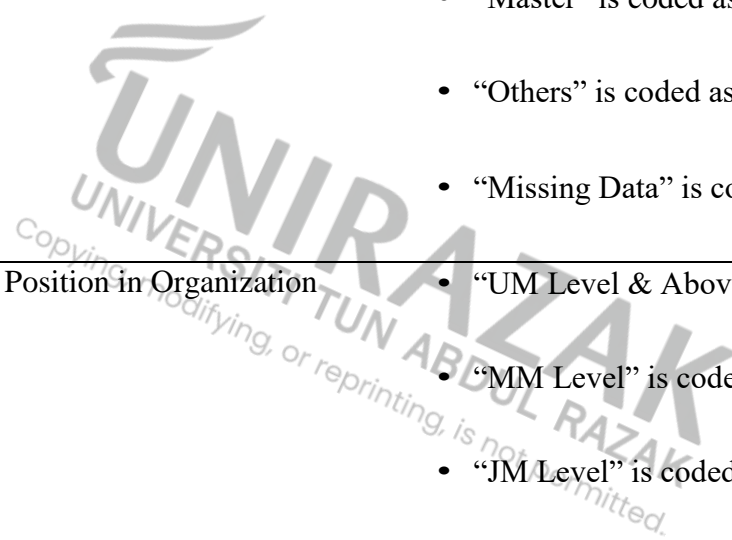 • “Master” is coded as
• “Others” is coded as
• “Missing Data” is co
Position in Organization • “UM Level & Abov
• “MM Level” is code
• “JM Level” is coded
UNIRAZAK
UNIVERSITI TUN ABDUL RAZAK
Copying, modifying, or reprinting, is not permitted.